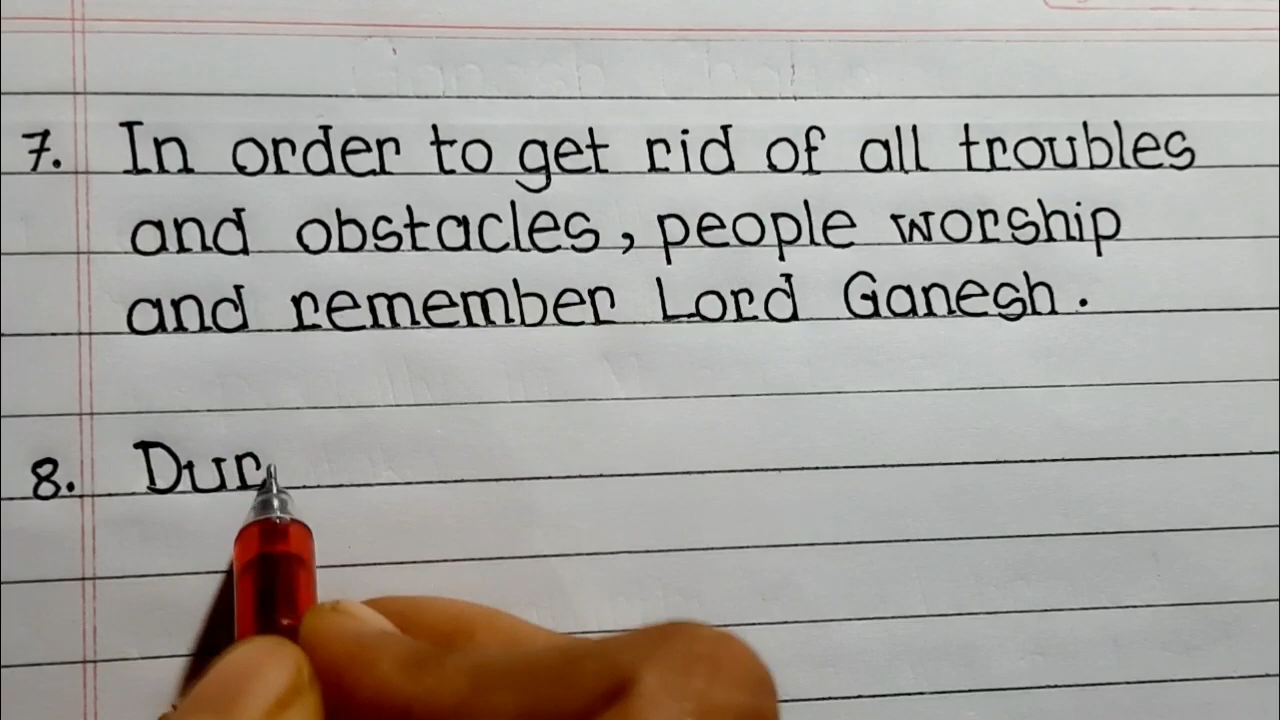 7. In order to get rid of all troubles
and obstacles, people worship
and remember Lord Ganesh.
8. Dur